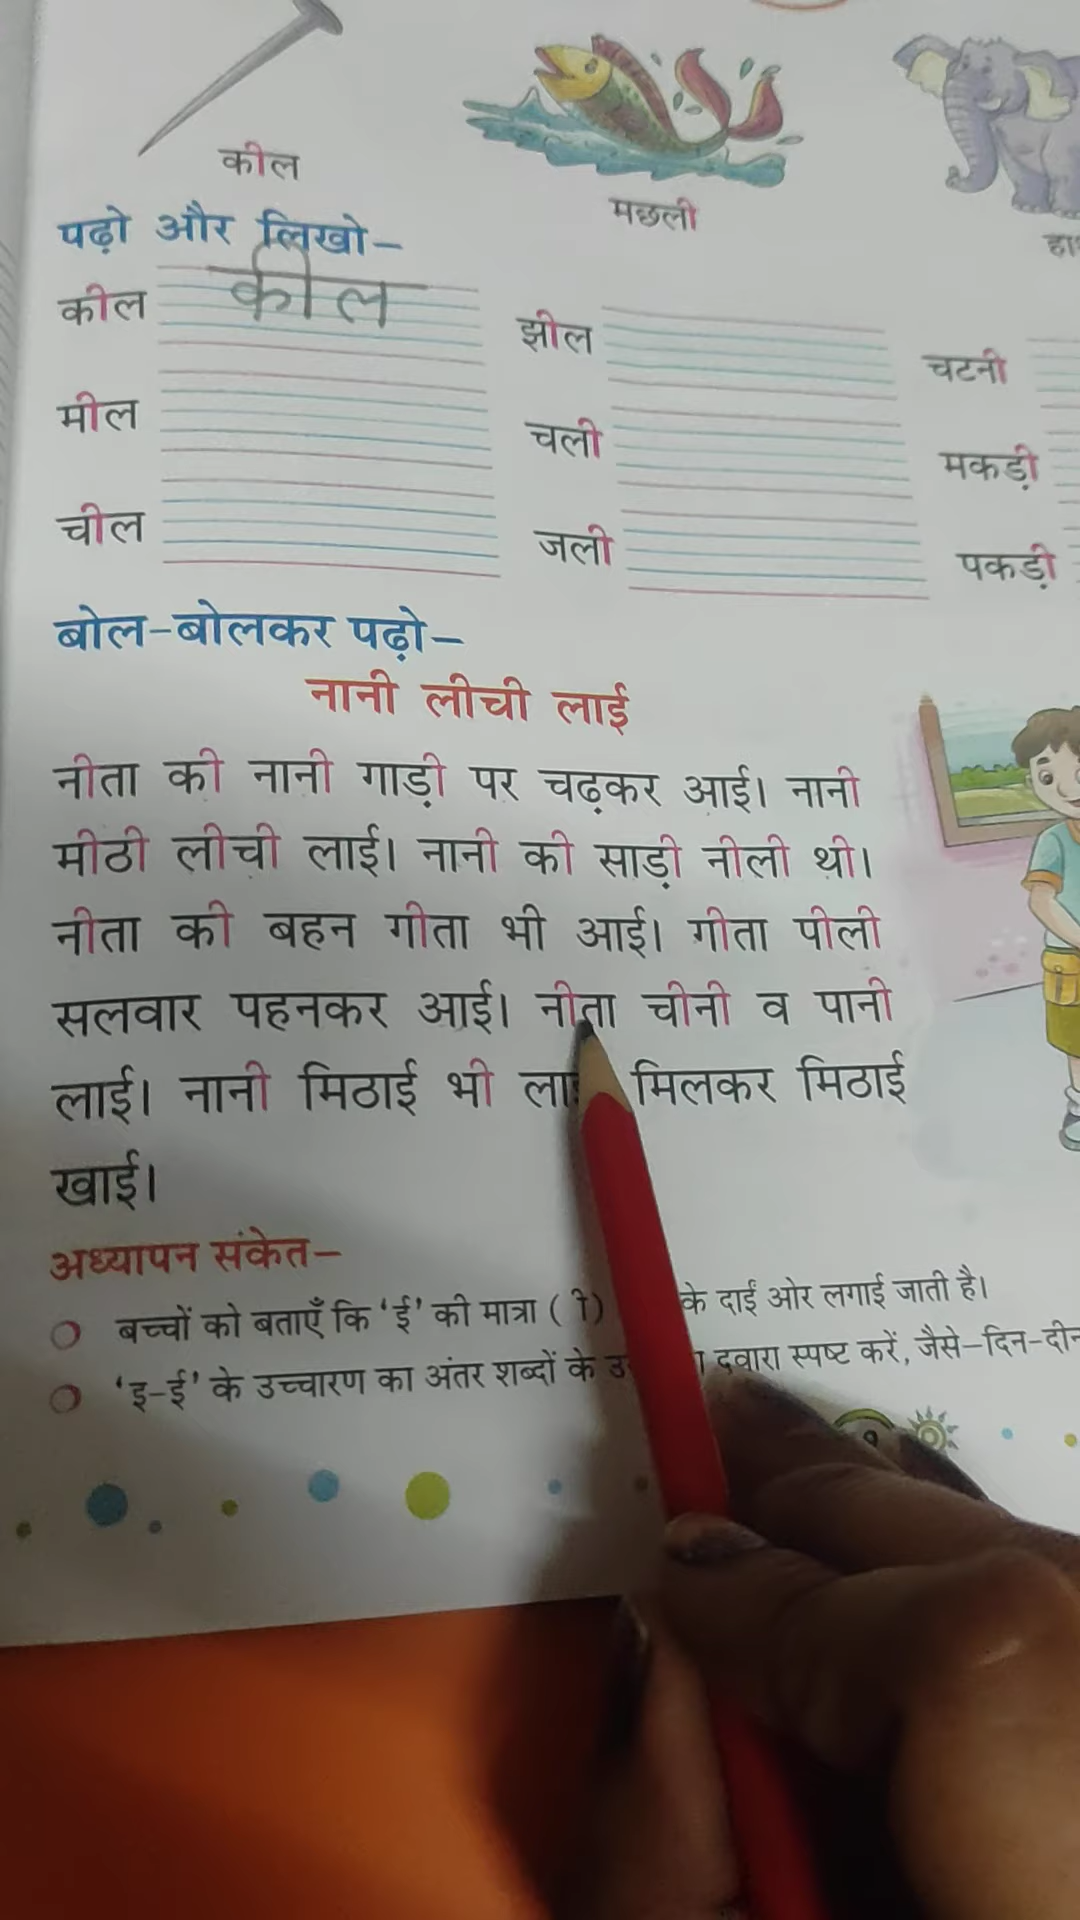 कील
मछली
पढ़ो और लिखो–
कील कील
झील
चटनी
मील
चली
मकड़ी
चील
जली
पकड़ी
बोल-बोलकर पढ़ो–
नानी लीची लाई
नीता की नानी गाड़ी पर चढ़कर आई। नानी
मीठी लीची लाई। नानी की साड़ी नीली थी।
नीता की बहन गीता भी आई। गीता पीली
सलवार पहनकर आई। नीता चीनी व पानी
लाई। नानी मिठाई भी मिलकर मिठाई
खाई।
अध्यापन संकेत–
बच्चों को बताएँ कि ‘ई’ की मात्रा ( ी ) के दाईं ओर लगाई जाती है।
‘इ-ई’ के उच्चारण का अंतर शब्दों के द्वारा स्पष्ट करें, जैसे–दिन-दीन